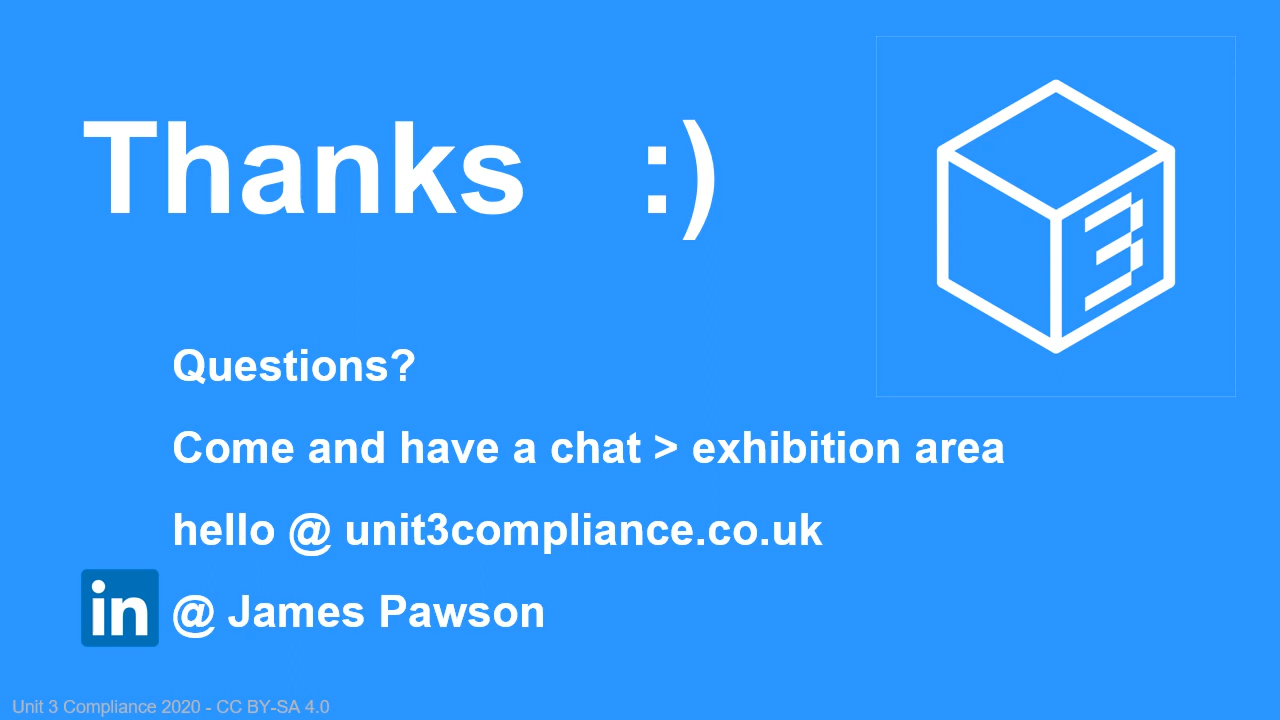 Thanks :)
3
Questions?
Come and have a chat > exhibition area
hello @ unit3compliance.co.uk
in @ James Pawson
Unit 3 Compliance 2020 - CC BY-SA 4.0